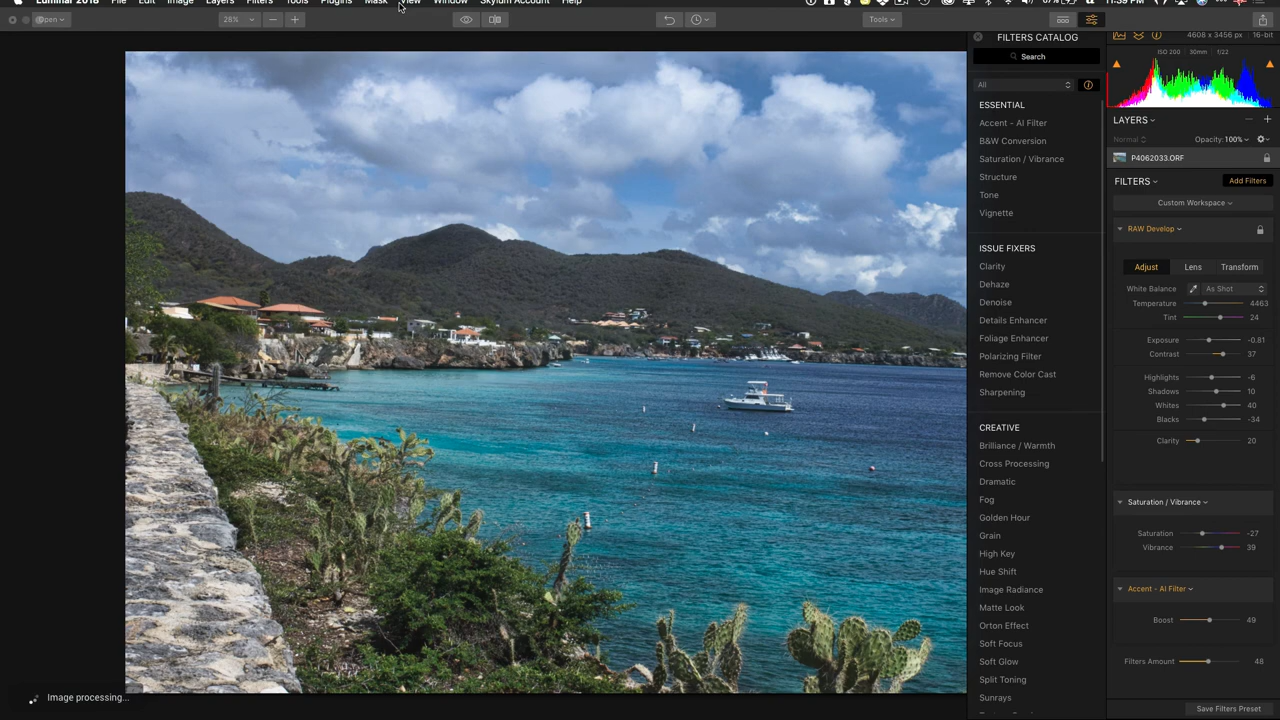 Luminar 2018 File Edit Image Layers Filters Tools Plugins Mask View Window Skylum Account Help 11:39 PM
Open 28% Tools
FILTERS CATALOG
Search
All
ESSENTIAL
Accent - AI Filter
B&W Conversion
Saturation / Vibrance
Structure
Tone
Vignette
ISSUE FIXERS
Clarity
Dehaze
Denoise
Details Enhancer
Foliage Enhancer
Polarizing Filter
Remove Color Cast
Sharpening
CREATIVE
Brilliance / Warmth
Cross Processing
Dramatic
Fog
Golden Hour
Grain
High Key
Hue Shift
Image Radiance
Matte Look
Orton Effect
Soft Focus
Soft Glow
Split Toning
Sunrays
4608 x 3456 px 16-bit
ISO 200 30mm f/22
LAYERS
Normal Opacity: 100%
P4062033.ORF
FILTERS Add Filters
Custom Workspace
RAW Develop
Adjust Lens Transform
White Balance As Shot
Temperature 4463
Tint 24
Exposure -0.81
Contrast 37
Highlights -6
Shadows 10
Whites 40
Blacks -34
Clarity 20
Saturation / Vibrance
Saturation -27
Vibrance 39
Accent - AI Filter
Boost 49
Filters Amount 48
Save Filters Preset
Image processing...